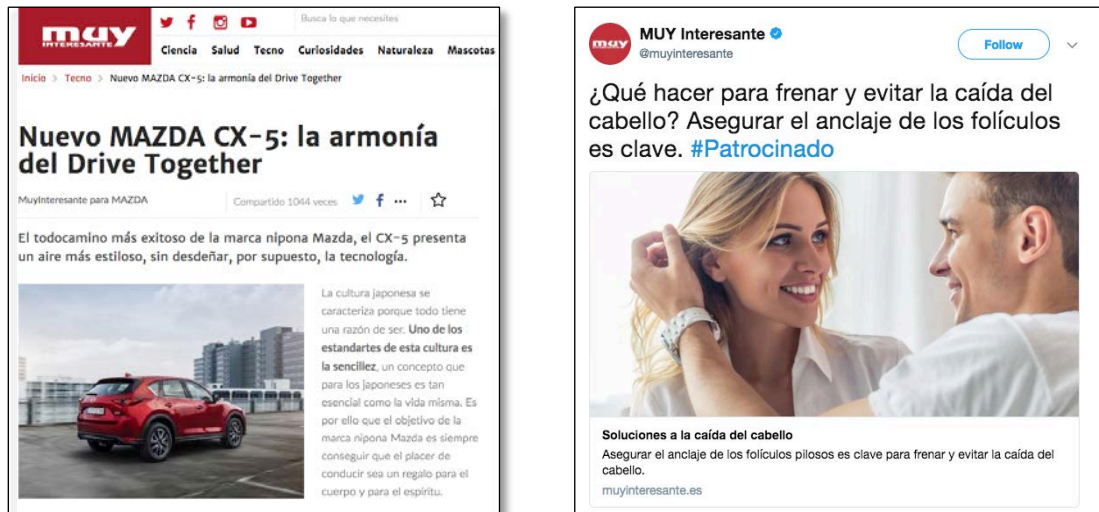 muy
INTERESANTE
Busca lo que necesites
Ciencia Salud Tecno Curiosidades Naturaleza Mascotas
Inicio > Tecno > Nuevo MAZDA CX-5: la armonía del Drive Together
Nuevo MAZDA CX-5: la armonía
del Drive Together
MuyInteresante para MAZDA
Compartido 1044 veces
El todocamino más exitoso de la marca nipona Mazda, el CX-5 presenta
un aire más estiloso, sin desdeñar, por supuesto, la tecnología.
La cultura japonesa se
caracteriza porque todo tiene
una razón de ser. Uno de los
estandartes de esta cultura es
la sencillez, un concepto que
para los japoneses es tan
esencial como la vida misma. Es
por ello que el objetivo de la
marca nipona Mazda es siempre
conseguir que el placer de
conducir sea un regalo para el
cuerpo y para el espíritu.
muy
MUY Interesante
@muyinteresante
Follow
¿Qué hacer para frenar y evitar la caída del
cabello? Asegurar el anclaje de los folículos
es clave. #Patrocinado
Soluciones a la caída del cabello
Asegurar el anclaje de los folículos pilosos es clave para frenar y evitar la caída del
cabello.
muyinteresante.es